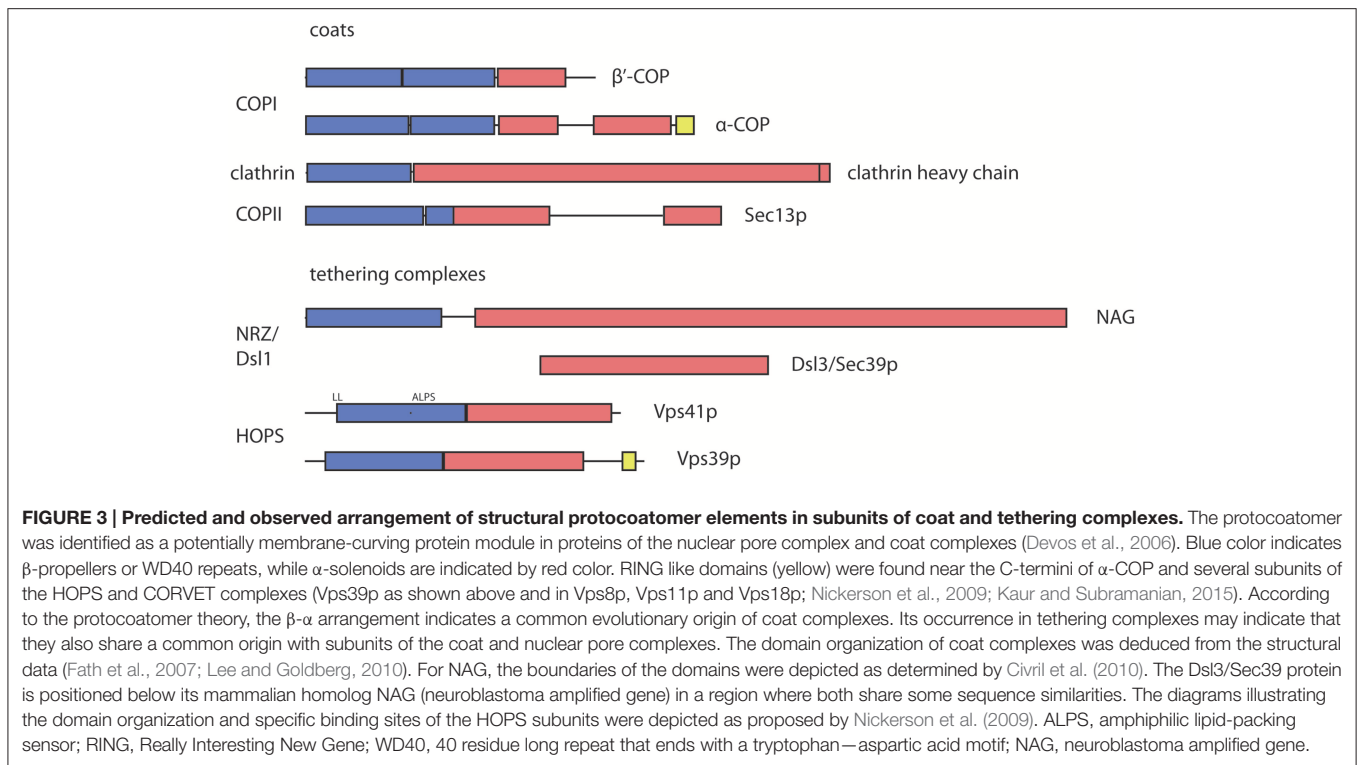 coats
β'-COP
COPI
α-COP
clathrin
clathrin heavy chain
COPII
Sec13p
tethering complexes
NAG
NRZ/
Dsl1
Dsl3/Sec39p
LL
ALPS
Vps41p
HOPS
Vps39p
FIGURE 3 | Predicted and observed arrangement of structural protocoatomer elements in subunits of coat and tethering complexes. The protocoatomer
was identified as a potentially membrane-curving protein module in proteins of the nuclear pore complex and coat complexes (Devos et al., 2006). Blue color indicates
β-propellers or WD40 repeats, while α-solenoids are indicated by red color. RING like domains (yellow) were found near the C-termini of α-COP and several subunits of
the HOPS and CORVET complexes (Vps39p as shown above and in Vps8p, Vps11p and Vps18p; Nickerson et al., 2009; Kaur and Subramanian, 2015). According
to the protocoatomer theory, the β-α arrangement indicates a common evolutionary origin of coat complexes. Its occurrence in tethering complexes may indicate that
they also share a common origin with subunits of the coat and nuclear pore complexes. The domain organization of coat complexes was deduced from the structural
data (Fath et al., 2007; Lee and Goldberg, 2010). For NAG, the boundaries of the domains were depicted as determined by Civril et al. (2010). The Dsl3/Sec39 protein
is positioned below its mammalian homolog NAG (neuroblastoma amplified gene) in a region where both share some sequence similarities. The diagrams illustrating
the domain organization and specific binding sites of the HOPS subunits were depicted as proposed by Nickerson et al. (2009). ALPS, amphiphilic lipid-packing
sensor; RING, Really Interesting New Gene; WD40, 40 residue long repeat that ends with a tryptophan—aspartic acid motif; NAG, neuroblastoma amplified gene.